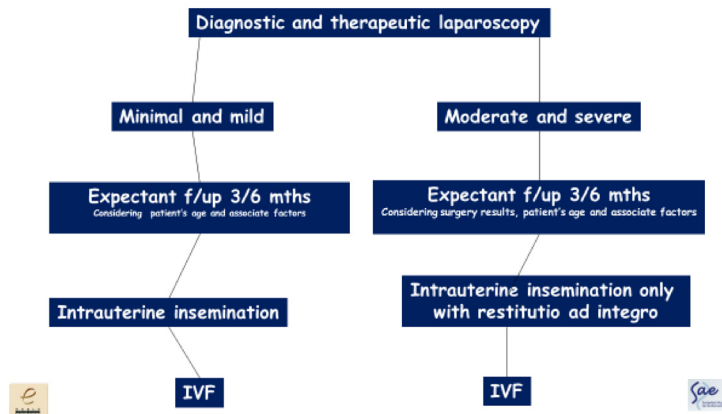 Diagnostic and therapeutic laparoscopy
Minimal and mild
Moderate and severe
Expectant f/up 3/6 mths
Considering patient's age and associate factors
Expectant f/up 3/6 mths
Considering surgery results, patient's age and associate factors
Intrauterine insemination
Intrauterine insemination only
with restitutio ad integro
IVF
IVF
e
Sae